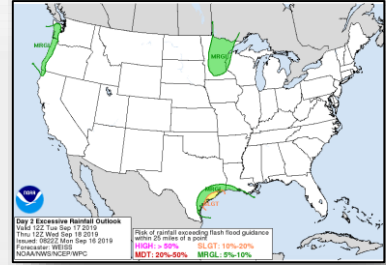 MRGL
MRGL
MRGL
SLGT
NOAA
Day 2 Excessive Rainfall Outlook
Valid 12Z Tue Sep 17 2019
Thru 12Z Wed Sep 18 2019
Issued: 0822Z Mon Sep 16 2019
Forecaster: WEISS
NOAA/NWS/NCEP/WPC
Risk of rainfall exceeding flash flood guidance
within 25 miles of a point
HIGH: > 50% SLGT: 10%-20%
MDT: 20%-50% MRGL: 5%-10%